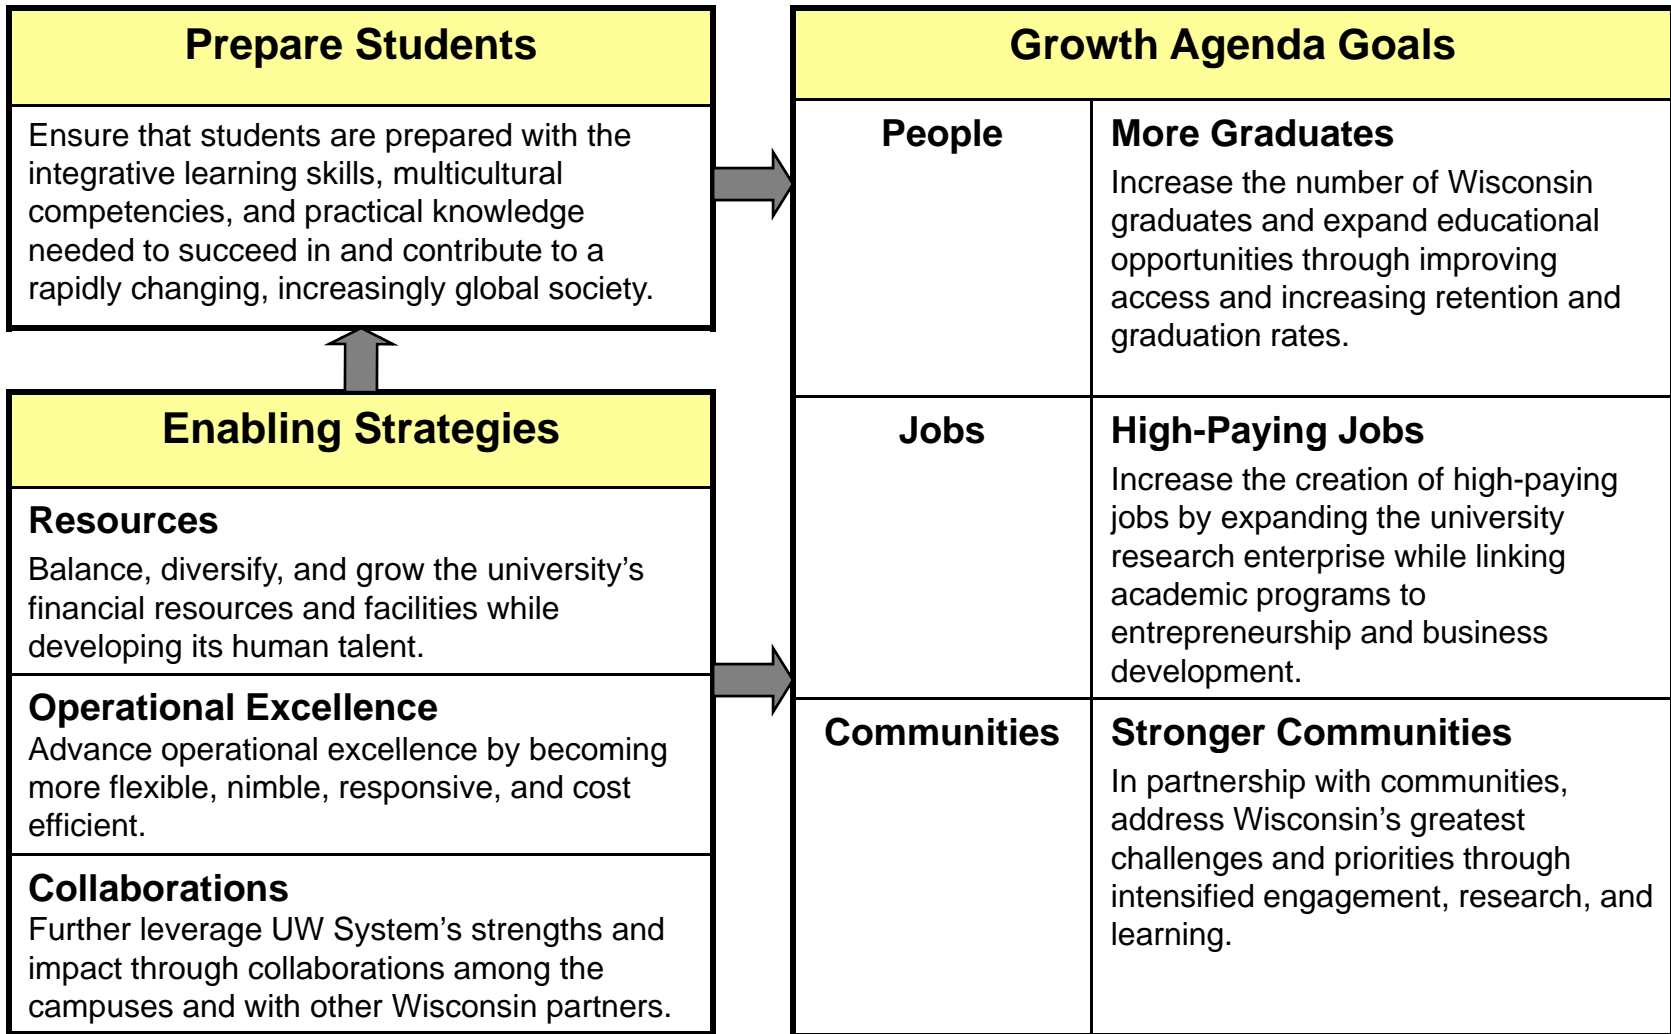 Prepare Students
Ensure that students are prepared with the
integrative learning skills, multicultural
competencies, and practical knowledge
needed to succeed in and contribute to a
rapidly changing, increasingly global society.
Enabling Strategies
Resources
Balance, diversify, and grow the university’s
financial resources and facilities while
developing its human talent.
Operational Excellence
Advance operational excellence by becoming
more flexible, nimble, responsive, and cost
efficient.
Collaborations
Further leverage UW System’s strengths and
impact through collaborations among the
campuses and with other Wisconsin partners.
Growth Agenda Goals
People
More Graduates
Increase the number of Wisconsin
graduates and expand educational
opportunities through improving
access and increasing retention and
graduation rates.
Jobs
High-Paying Jobs
Increase the creation of high-paying
jobs by expanding the university
research enterprise while linking
academic programs to
entrepreneurship and business
development.
Communities
Stronger Communities
In partnership with communities,
address Wisconsin’s greatest
challenges and priorities through
intensified engagement, research, and
learning.